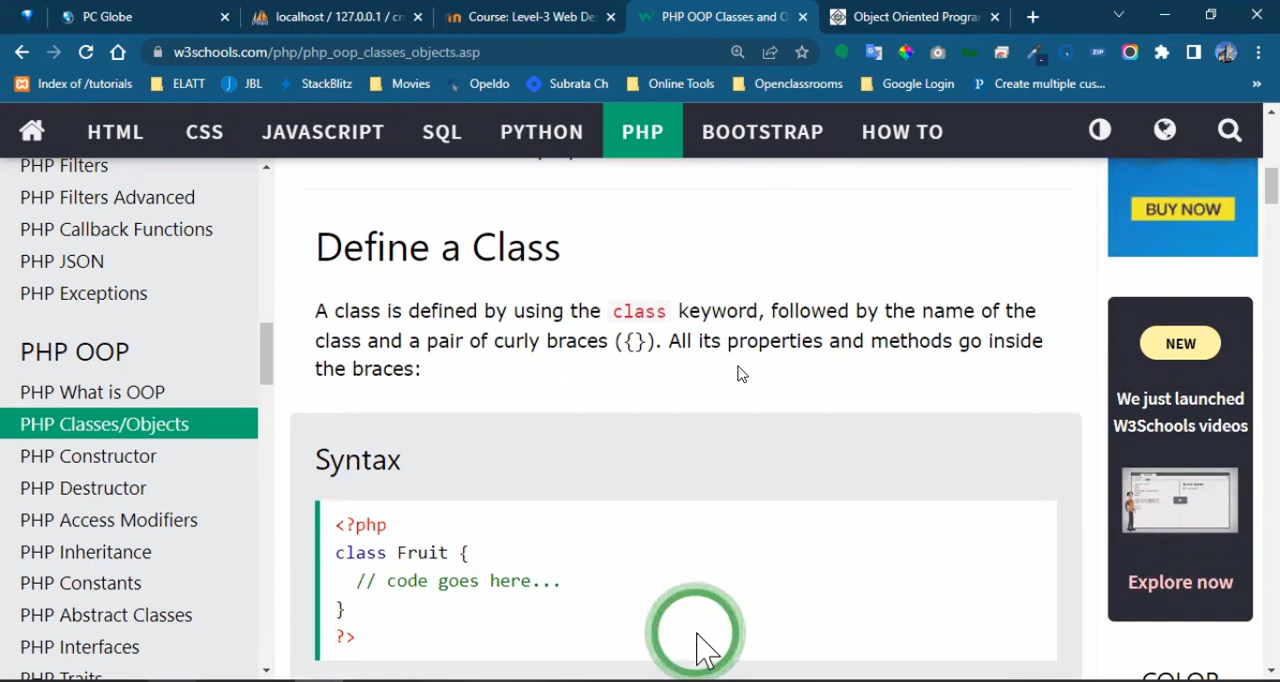 PC Globe
localhost / 127.0.0.1 / cr
Course: Level-3 Web De
PHP OOP Classes and O
Object Oriented Progra
w3schools.com/php/php_oop_classes_objects.asp
Index of /tutorials
ELATT
JBL
StackBlitz
Movies
Opeldo
Subrata Ch
Online Tools
Openclassrooms
Google Login
Create multiple cus...
HTML
CSS
JAVASCRIPT
SQL
PYTHON
PHP
BOOTSTRAP
HOW TO
PHP Filters
PHP Filters Advanced
PHP Callback Functions
PHP JSON
PHP Exceptions
PHP OOP
PHP What is OOP
PHP Classes/Objects
PHP Constructor
PHP Destructor
PHP Access Modifiers
PHP Inheritance
PHP Constants
PHP Abstract Classes
PHP Interfaces
PHP Traits
Define a Class
A class is defined by using the class keyword, followed by the name of the
class and a pair of curly braces ({}). All its properties and methods go inside
the braces:
Syntax
<?php
class Fruit {
// code goes here...
}
?>
BUY NOW
NEW
We just launched
W3Schools videos
Explore now
COLOR